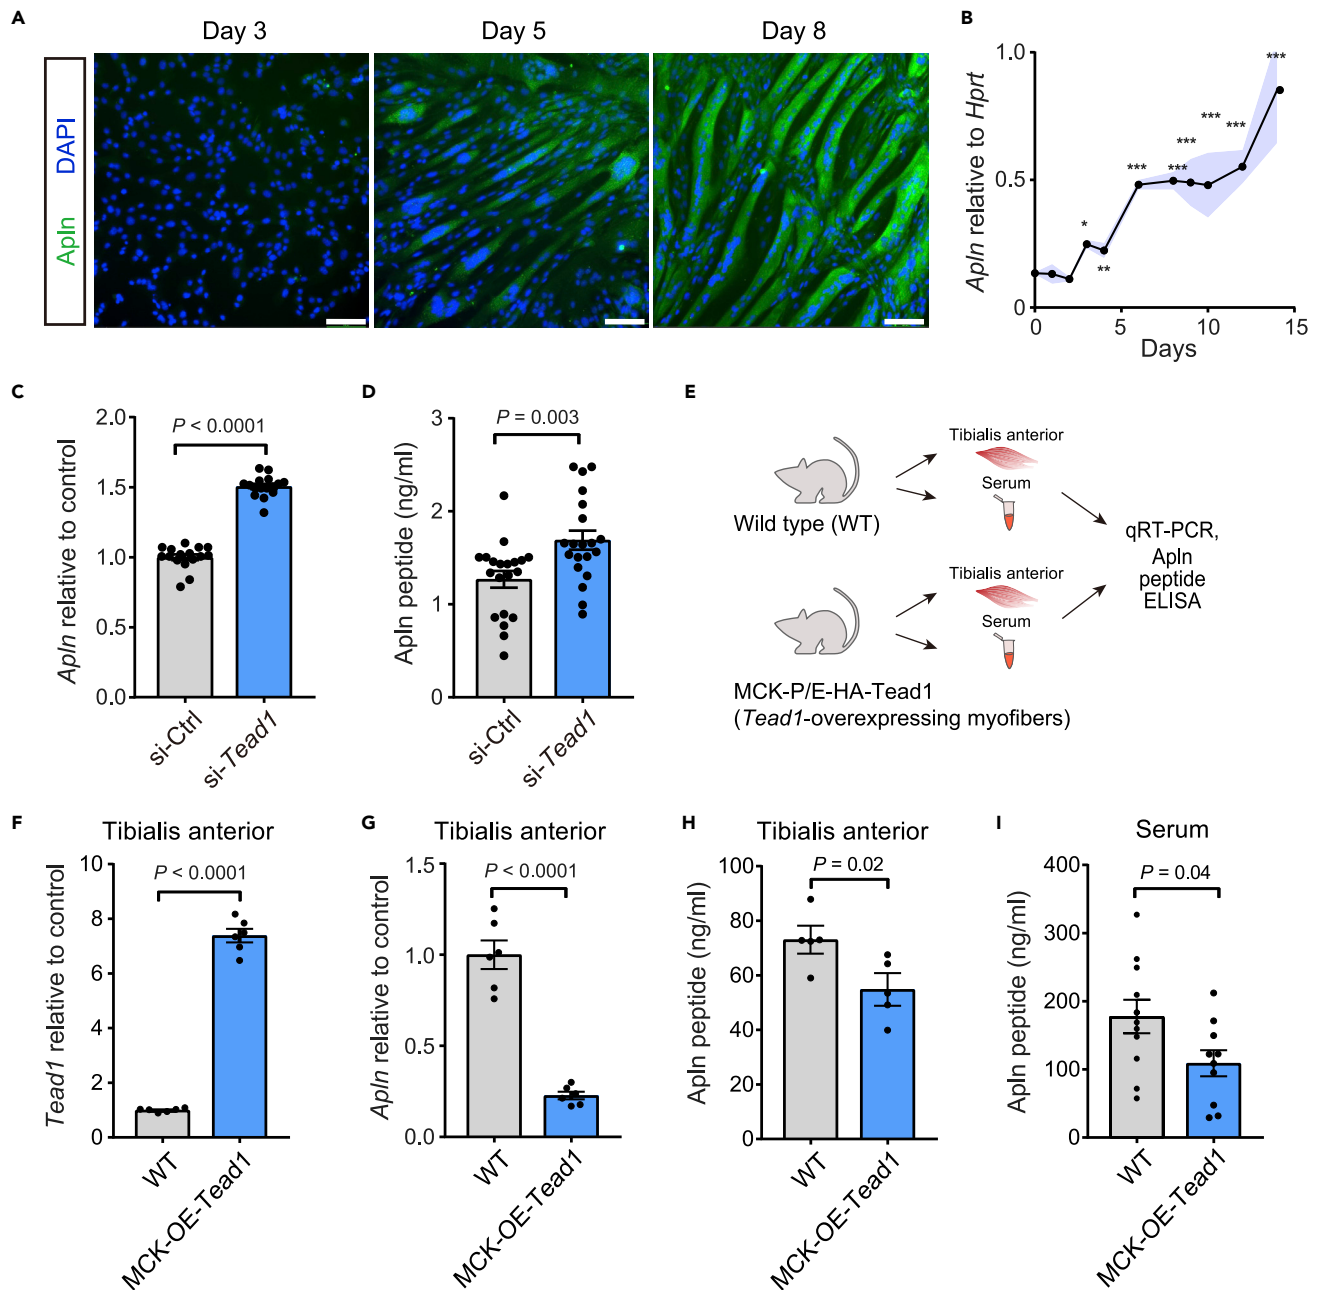 A
Day 3
Day 5
Day 8
Apln DAPI
B
1.0
0.5
0
Apln relative to Hprt
*
**
***
***
***
***
***
***
0
5
10
15
Days
C
2.0
1.5
1.0
0.5
0.0
Apln relative to control
P < 0.0001
si-Ctrl
si-Tead1
D
3
2
1
0
Apln peptide (ng/ml)
P = 0.003
si-Ctrl
si-Tead1
E
Tibialis anterior
Serum
Wild type (WT)
Tibialis anterior
Serum
MCK-P/E-HA-Tead1
(Tead1-overexpressing myofibers)
qRT-PCR,
Apln
peptide
ELISA
F
Tibialis anterior
10
8
6
4
2
0
Tead1 relative to control
P < 0.0001
WT
MCK-OE-Tead1
G
Tibialis anterior
1.5
1.0
0.5
0.0
Apln relative to control
P < 0.0001
WT
MCK-OE-Tead1
H
Tibialis anterior
100
80
60
40
20
0
Apln peptide (ng/ml)
P = 0.02
WT
MCK-OE-Tead1
I
Serum
400
300
200
100
0
Apln peptide (ng/ml)
P = 0.04
WT
MCK-OE-Tead1